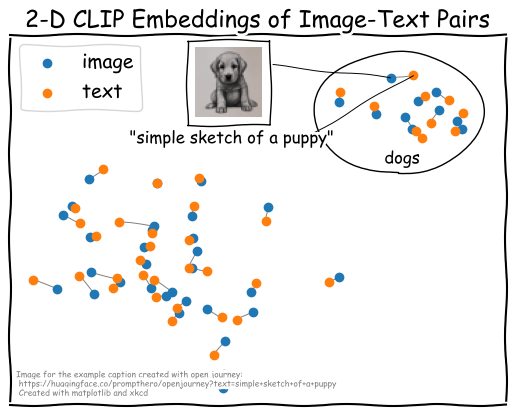 2-D CLIP Embeddings of Image-Text Pairs
image
text
"simple sketch of a puppy"
dogs
Image for the example caption created with open journey:
https://huggingface.co/prompthero/openjourney?text=simple+sketch+of+a+puppy
Created with matplotlib and xkcd